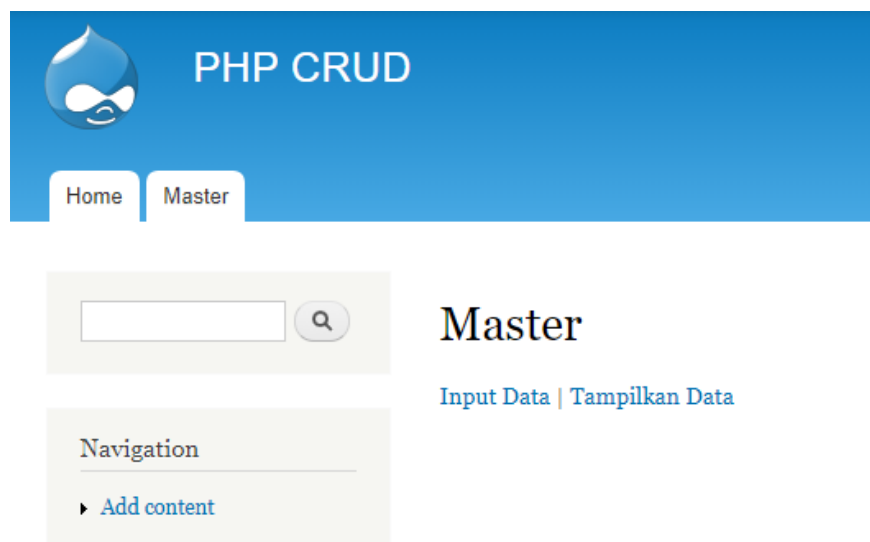 PHP CRUD
Home Master
Master
Input Data | Tampilkan Data
Navigation
Add content